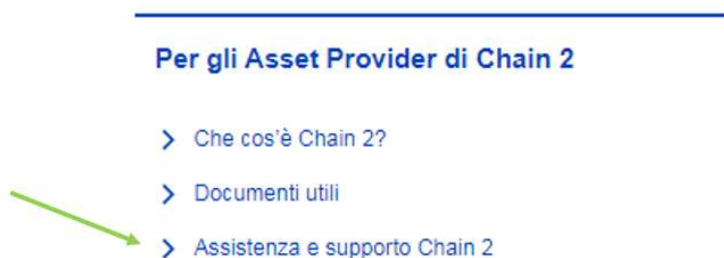 Per gli Asset Provider di Chain 2
Che cos'è Chain 2?
Documenti utili
Assistenza e supporto Chain 2